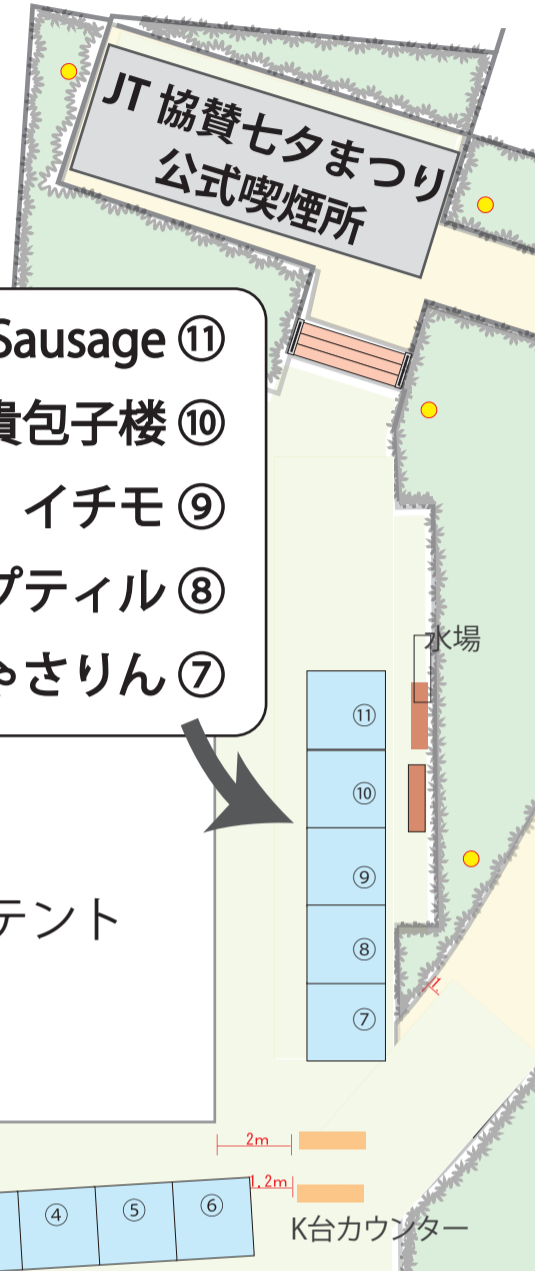 JT 協賛七夕まつり
公式喫煙所
Sausage ⑪
貴包子楼 ⑩
イチモ ⑨
プティル ⑧
さりん ⑦
水場
⑪
⑩
⑨
⑧
⑦
テント
2m
1.2m
④
⑤
⑥
K台カウンター